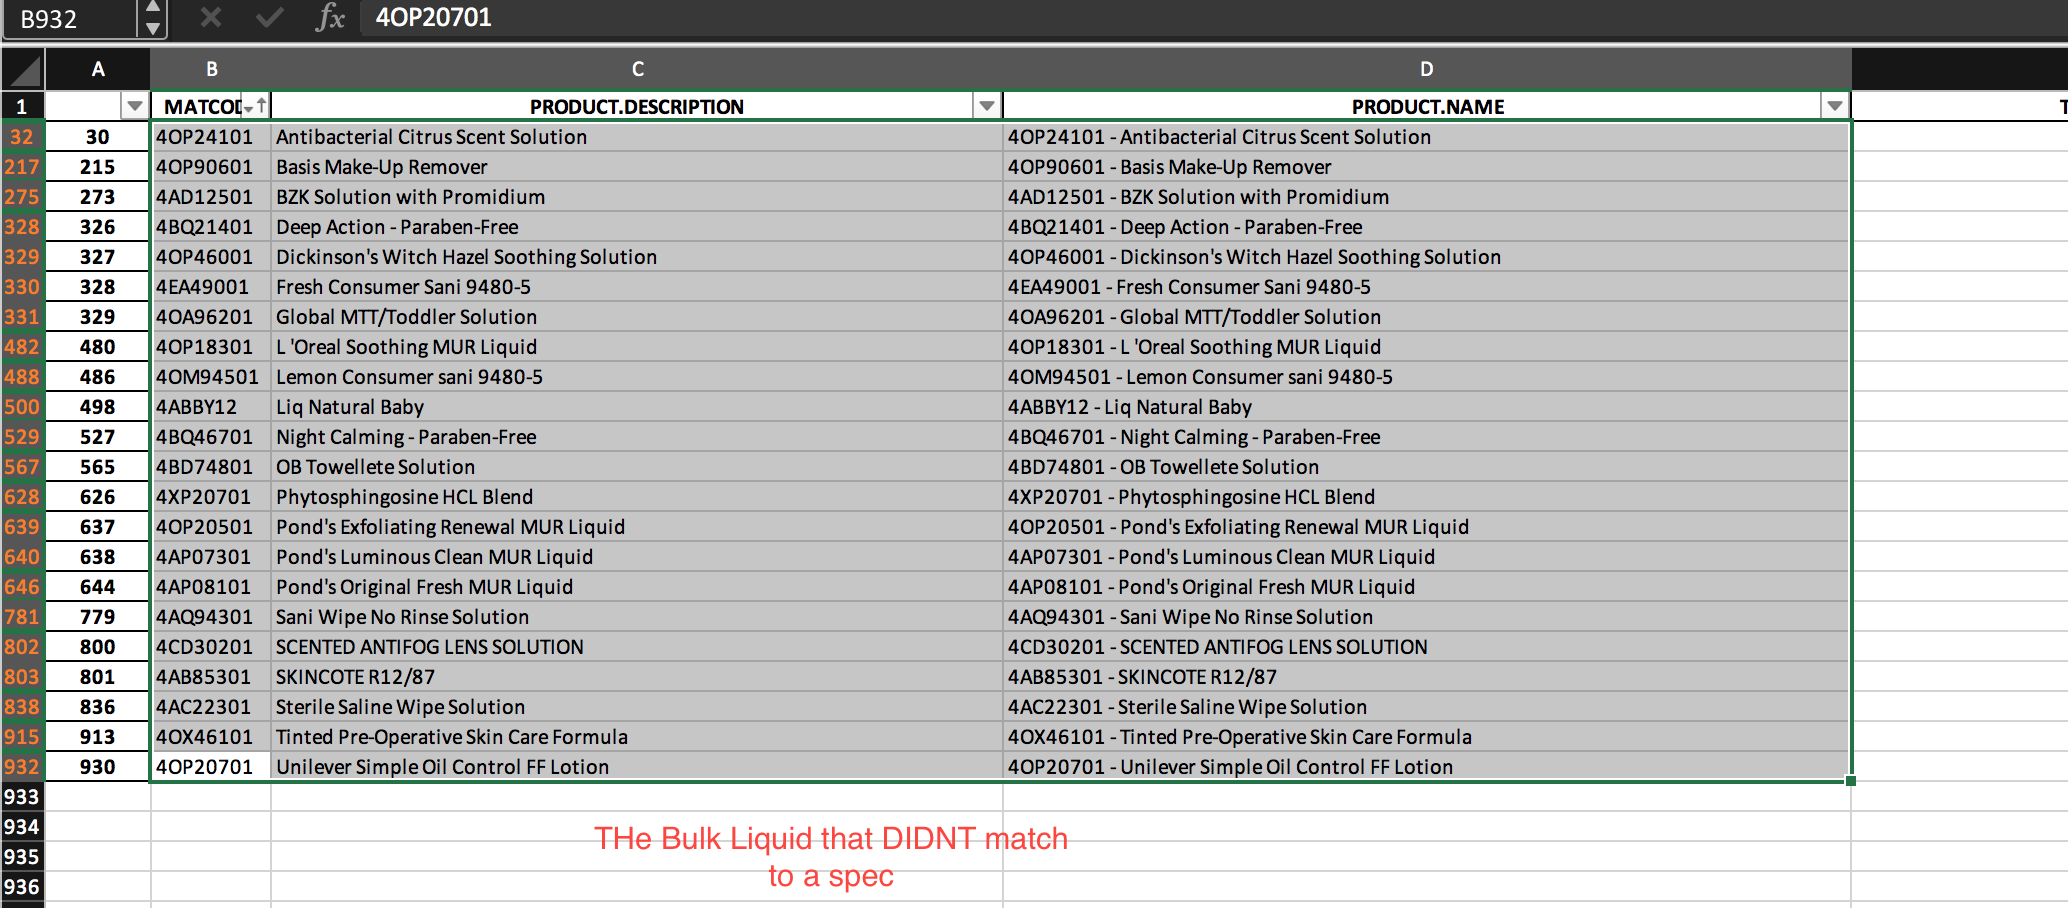 B932 fx 4OP20701
A B C D
1 MATCOD PRODUCT.DESCRIPTION PRODUCT.NAME T
32 30 4OP24101 Antibacterial Citrus Scent Solution 4OP24101 - Antibacterial Citrus Scent Solution
217 215 4OP90601 Basis Make-Up Remover 4OP90601 - Basis Make-Up Remover
275 273 4AD12501 BZK Solution with Promidium 4AD12501 - BZK Solution with Promidium
328 326 4BQ21401 Deep Action - Paraben-Free 4BQ21401 - Deep Action - Paraben-Free
329 327 4OP46001 Dickinson's Witch Hazel Soothing Solution 4OP46001 - Dickinson's Witch Hazel Soothing Solution
330 328 4EA49001 Fresh Consumer Sani 9480-5 4EA49001 - Fresh Consumer Sani 9480-5
331 329 4OA96201 Global MTT/Toddler Solution 4OA96201 - Global MTT/Toddler Solution
482 480 4OP18301 L 'Oreal Soothing MUR Liquid 4OP18301 - L 'Oreal Soothing MUR Liquid
488 486 4OM94501 Lemon Consumer sani 9480-5 4OM94501 - Lemon Consumer sani 9480-5
500 498 4ABBY12 Liq Natural Baby 4ABBY12 - Liq Natural Baby
529 527 4BQ46701 Night Calming - Paraben-Free 4BQ46701 - Night Calming - Paraben-Free
567 565 4BD74801 OB Towellete Solution 4BD74801 - OB Towellete Solution
628 626 4XP20701 Phytosphingosine HCL Blend 4XP20701 - Phytosphingosine HCL Blend
639 637 4OP20501 Pond's Exfoliating Renewal MUR Liquid 4OP20501 - Pond's Exfoliating Renewal MUR Liquid
640 638 4AP07301 Pond's Luminous Clean MUR Liquid 4AP07301 - Pond's Luminous Clean MUR Liquid
646 644 4AP08101 Pond's Original Fresh MUR Liquid 4AP08101 - Pond's Original Fresh MUR Liquid
781 779 4AQ94301 Sani Wipe No Rinse Solution 4AQ94301 - Sani Wipe No Rinse Solution
802 800 4CD30201 SCENTED ANTIFOG LENS SOLUTION 4CD30201 - SCENTED ANTIFOG LENS SOLUTION
803 801 4AB85301 SKINCOTE R12/87 4AB85301 - SKINCOTE R12/87
838 836 4AC22301 Sterile Saline Wipe Solution 4AC22301 - Sterile Saline Wipe Solution
915 913 4OX46101 Tinted Pre-Operative Skin Care Formula 4OX46101 - Tinted Pre-Operative Skin Care Formula
932 930 4OP20701 Unilever Simple Oil Control FF Lotion 4OP20701 - Unilever Simple Oil Control FF Lotion
933
934 THe Bulk Liquid that DIDNT match
935
936 to a spec